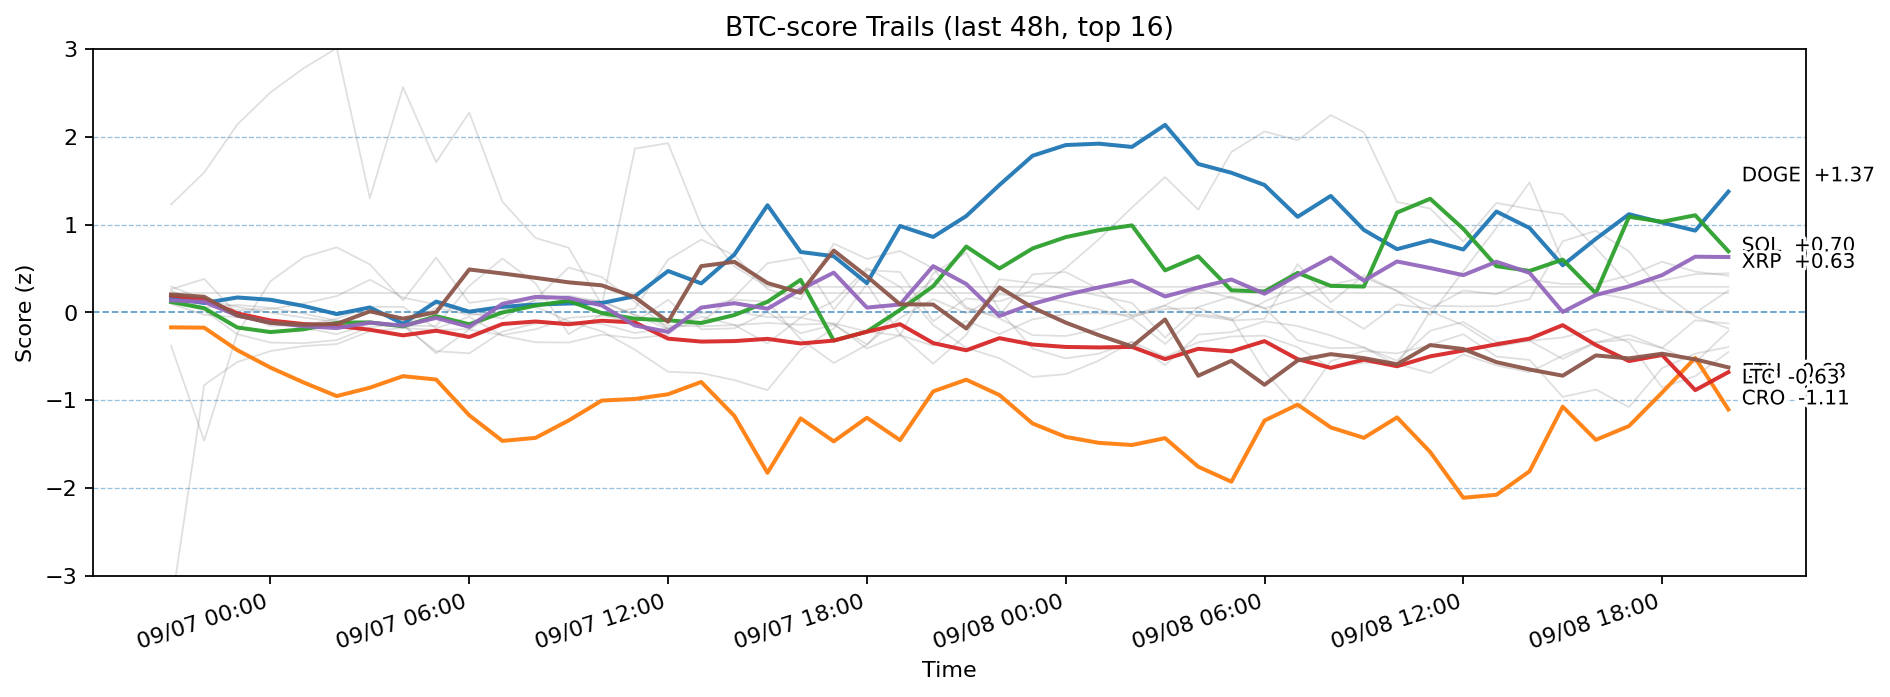 BTC-score Trails (last 48h, top 16)
3
2
1
0
−1
−2
−3
Score (z)
DOGE +1.37
SOL +0.70
XRP +0.63
LTC -0.63
CRO -1.11
09/07 00:00
09/07 06:00
09/07 12:00
09/07 18:00
09/08 00:00
09/08 06:00
09/08 12:00
09/08 18:00
Time